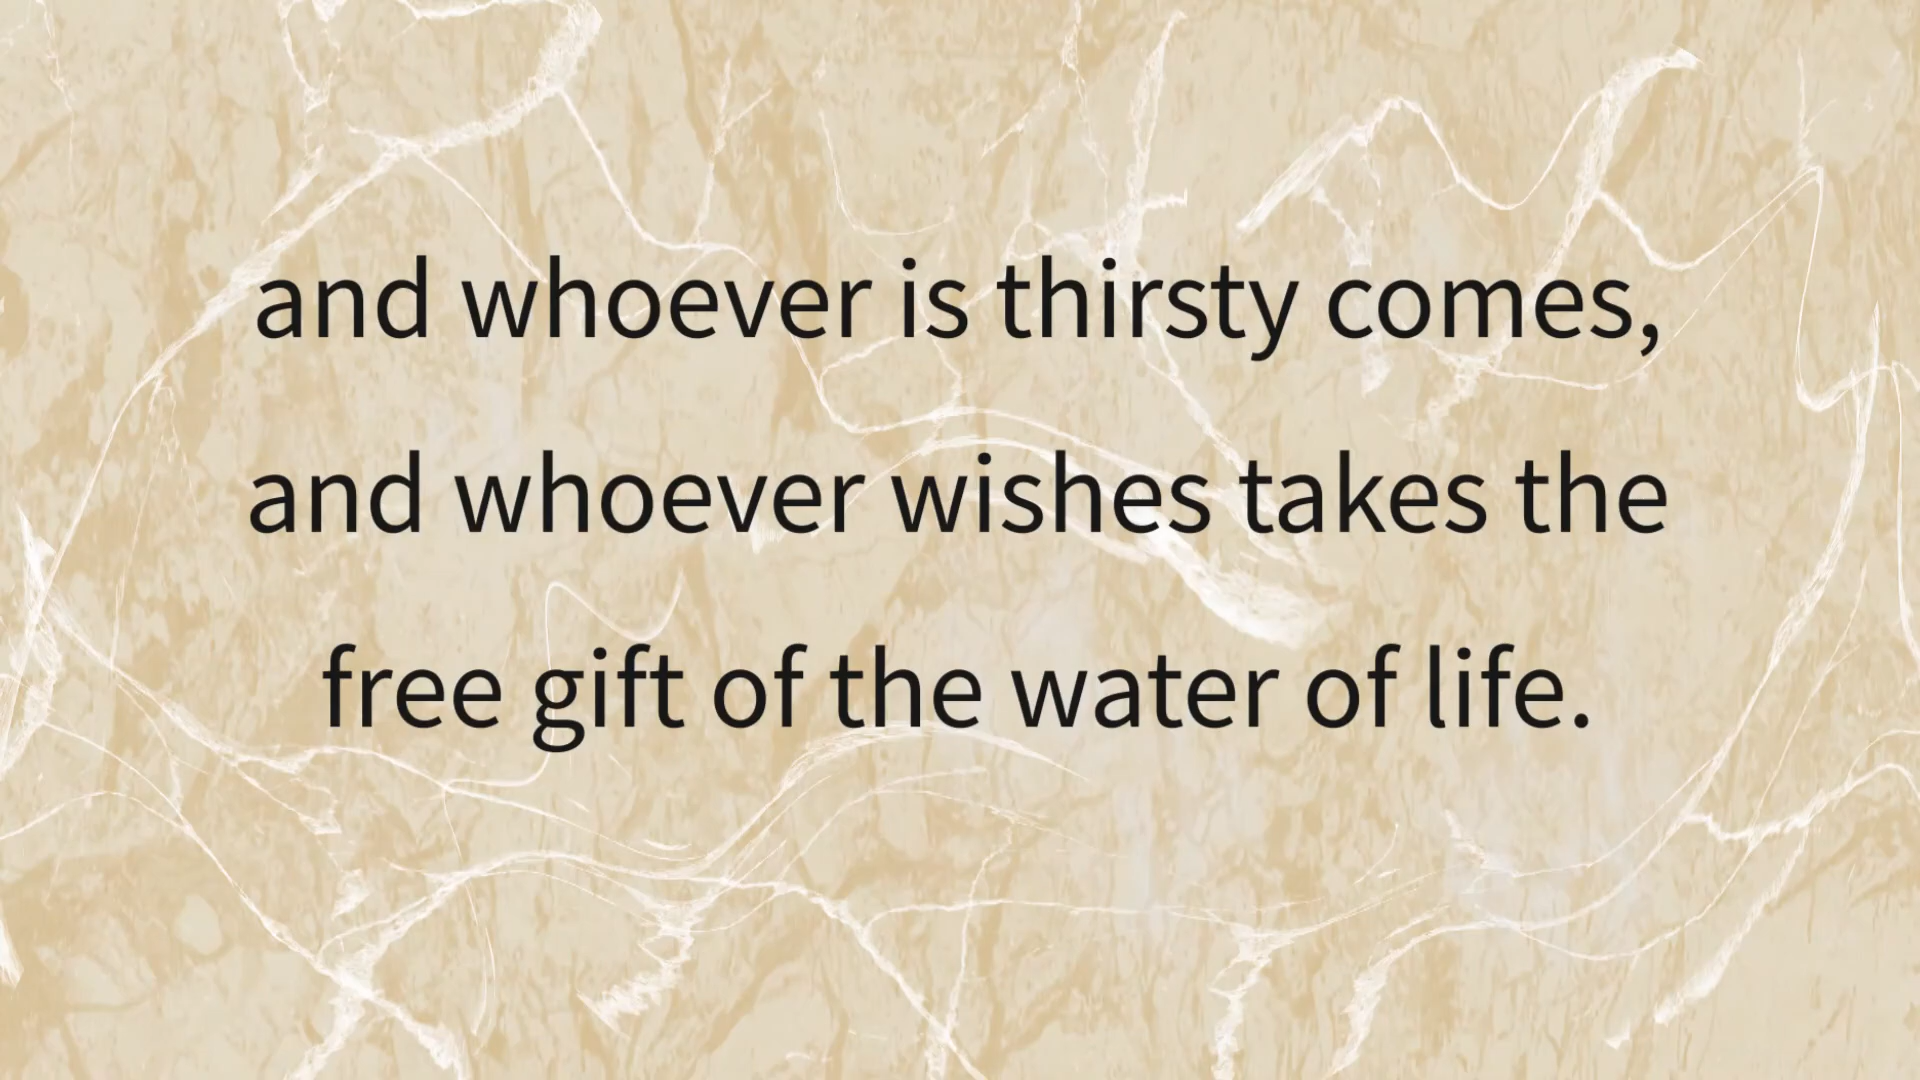 and whoever is thirsty comes,
and whoever wishes takes the
free gift of the water of life.